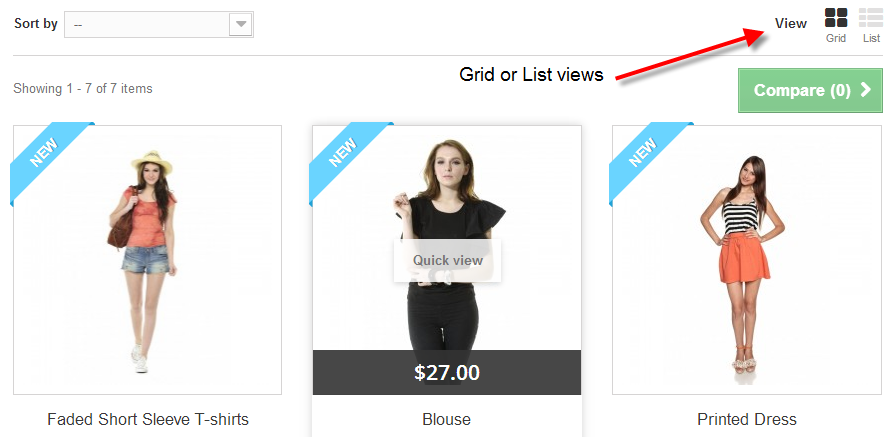 Sort by
--
View
Grid
List
Grid or List views
Showing 1 - 7 of 7 items
Compare (0)
NEW
NEW
NEW
Quick view
$27.00
Faded Short Sleeve T-shirts
Blouse
Printed Dress